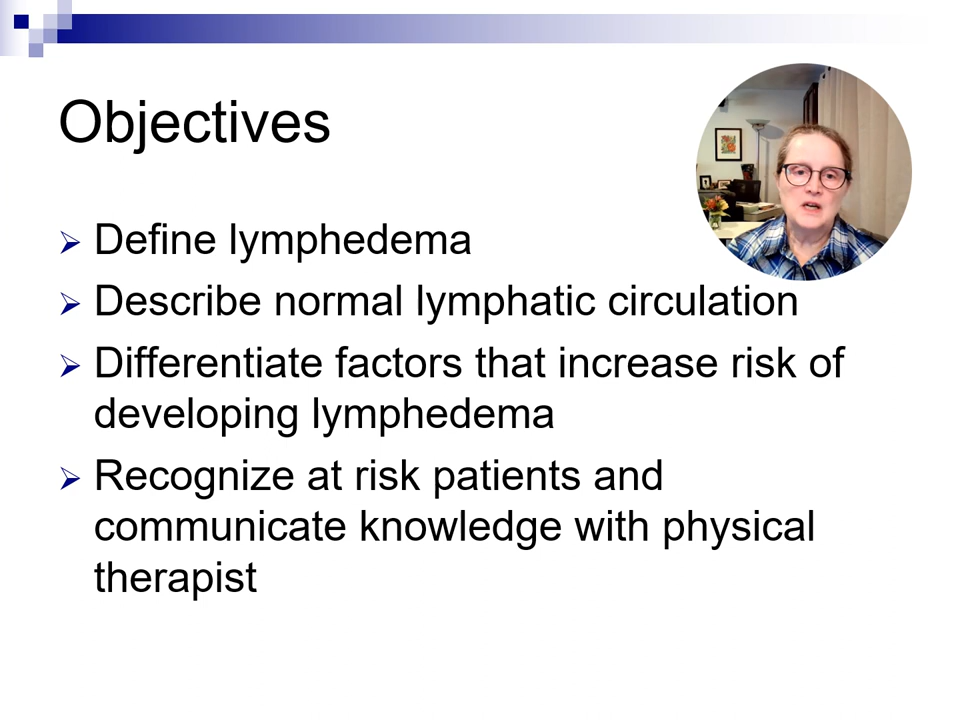 Objectives
Define lymphedema
Describe normal lymphatic circulation
Differentiate factors that increase risk of
developing lymphedema
Recognize at risk patients and
communicate knowledge with physical
therapist